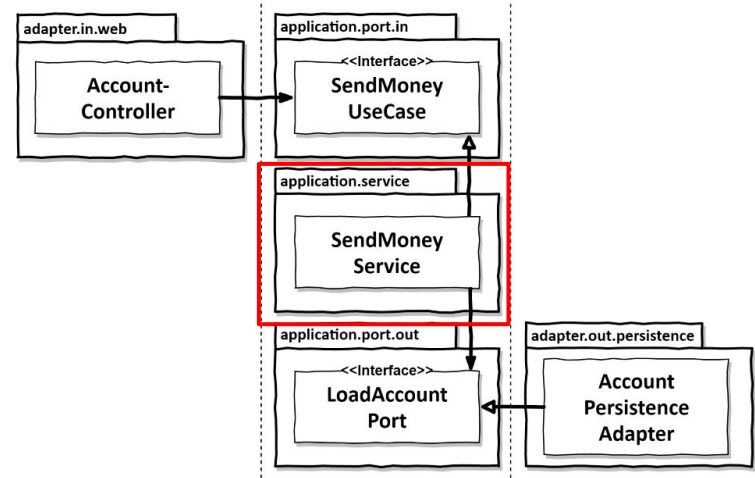 adapter.in.web
Account-
Controller
application.port.in
<<Interface>>
SendMoney
UseCase
application.service
SendMoney
Service
application.port.out
<<Interface>>
LoadAccount
Port
adapter.out.persistence
Account
Persistence
Adapter